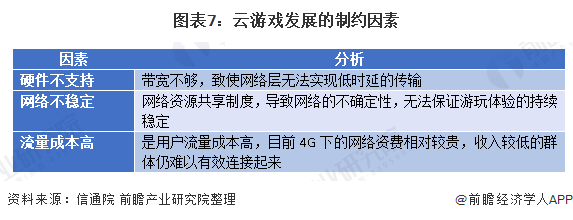 图表7：云游戏发展的制约因素
因素 分析
硬件不支持 带宽不够，致使网络层无法实现低时延的传输
网络不稳定 网络资源共享制度，导致网络的不确定性，无法保证游玩体验的持续
稳定
流量成本高 是用户流量成本高，目前4G下的网络资费相对较贵，收入较低的群
体仍难以有效连接起来
资料来源：信通院 前瞻产业研究院整理 @前瞻经济学人APP